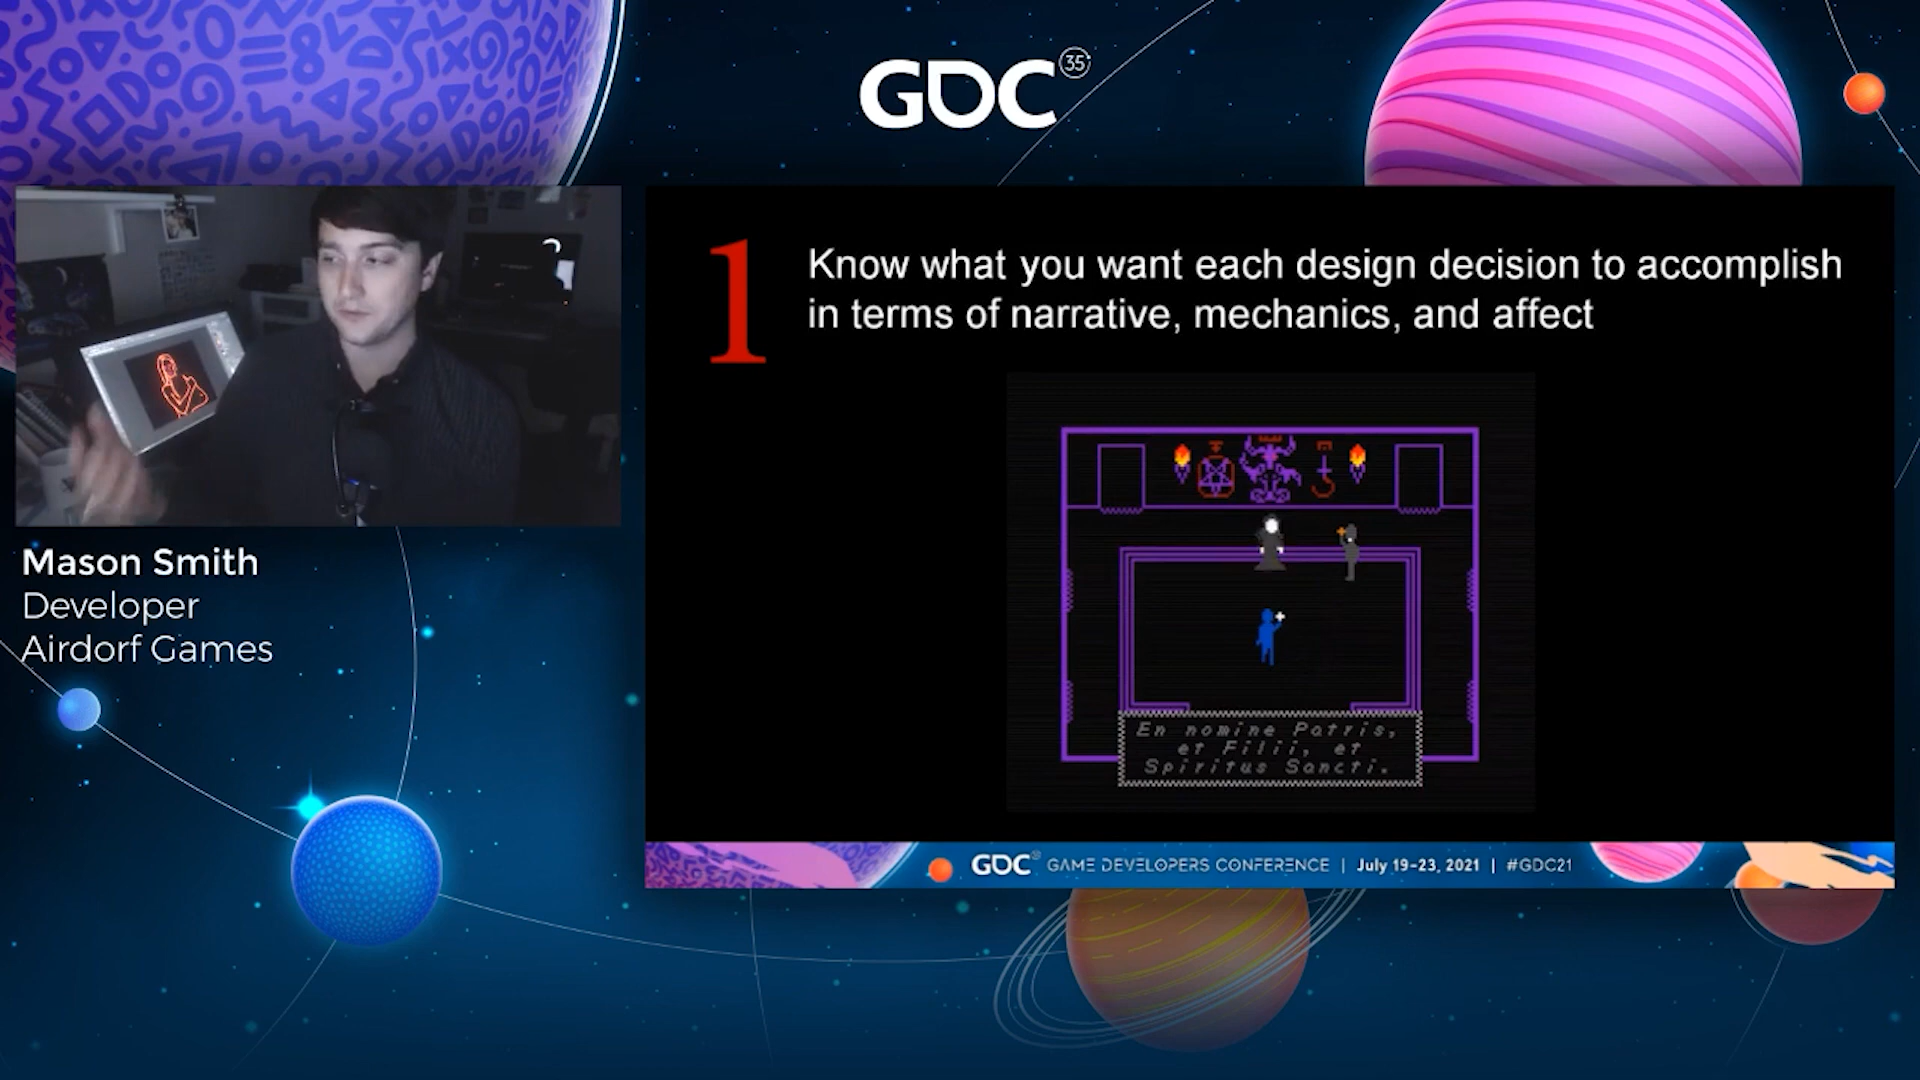 GDC 35
1
Know what you want each design decision to accomplish
in terms of narrative, mechanics, and affect
En nomine Patris,
et Filii, et
Spiritus Sancti.
Mason Smith
Developer
Airdorf Games
GDC GAME DEVELOPERS CONFERENCE | July 19-23, 2021 | #GDC21